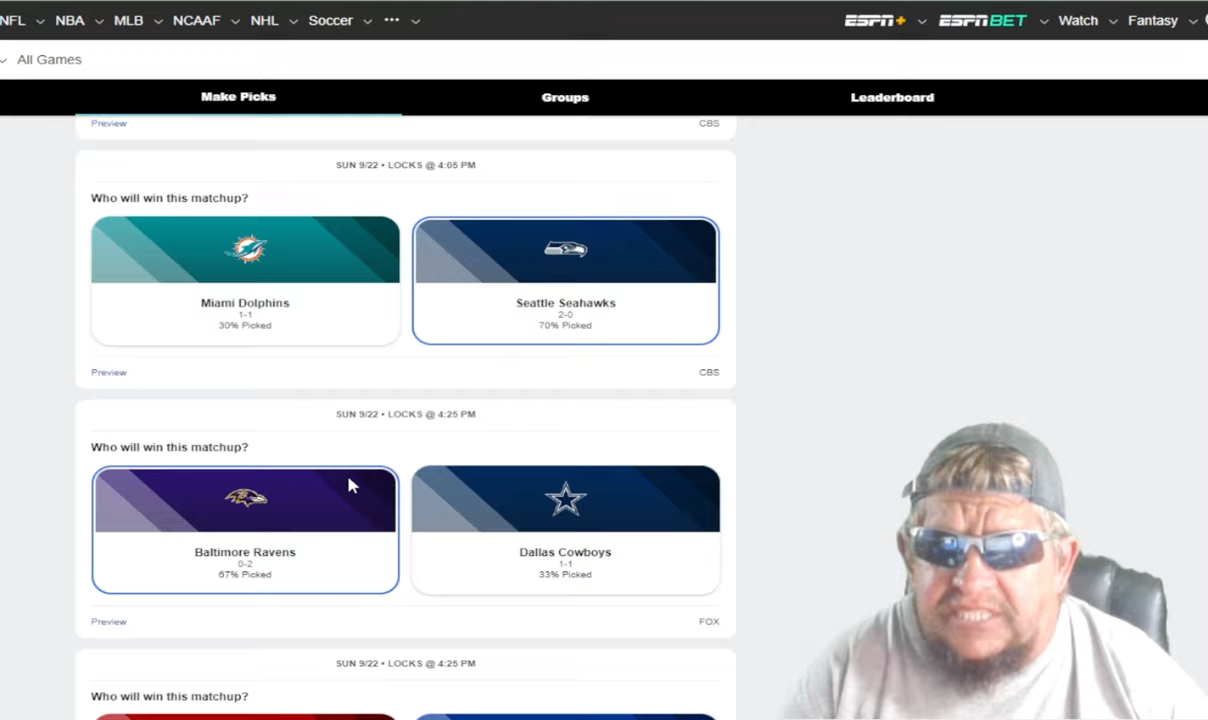 NFL NBA MLB NCAAF NHL Soccer ••• ESPN+ ESPN BET Watch Fantasy
All Games
Make Picks Groups Leaderboard
Preview CBS
SUN 9/22 • LOCKS @ 4:05 PM
Who will win this matchup?
Miami Dolphins Seattle Seahawks
1-1 2-0
30% Picked 70% Picked
Preview CBS
SUN 9/22 • LOCKS @ 4:25 PM
Who will win this matchup?
Baltimore Ravens Dallas Cowboys
0-2 1-1
67% Picked 33% Picked
Preview FOX
SUN 9/22 • LOCKS @ 4:25 PM
Who will win this matchup?